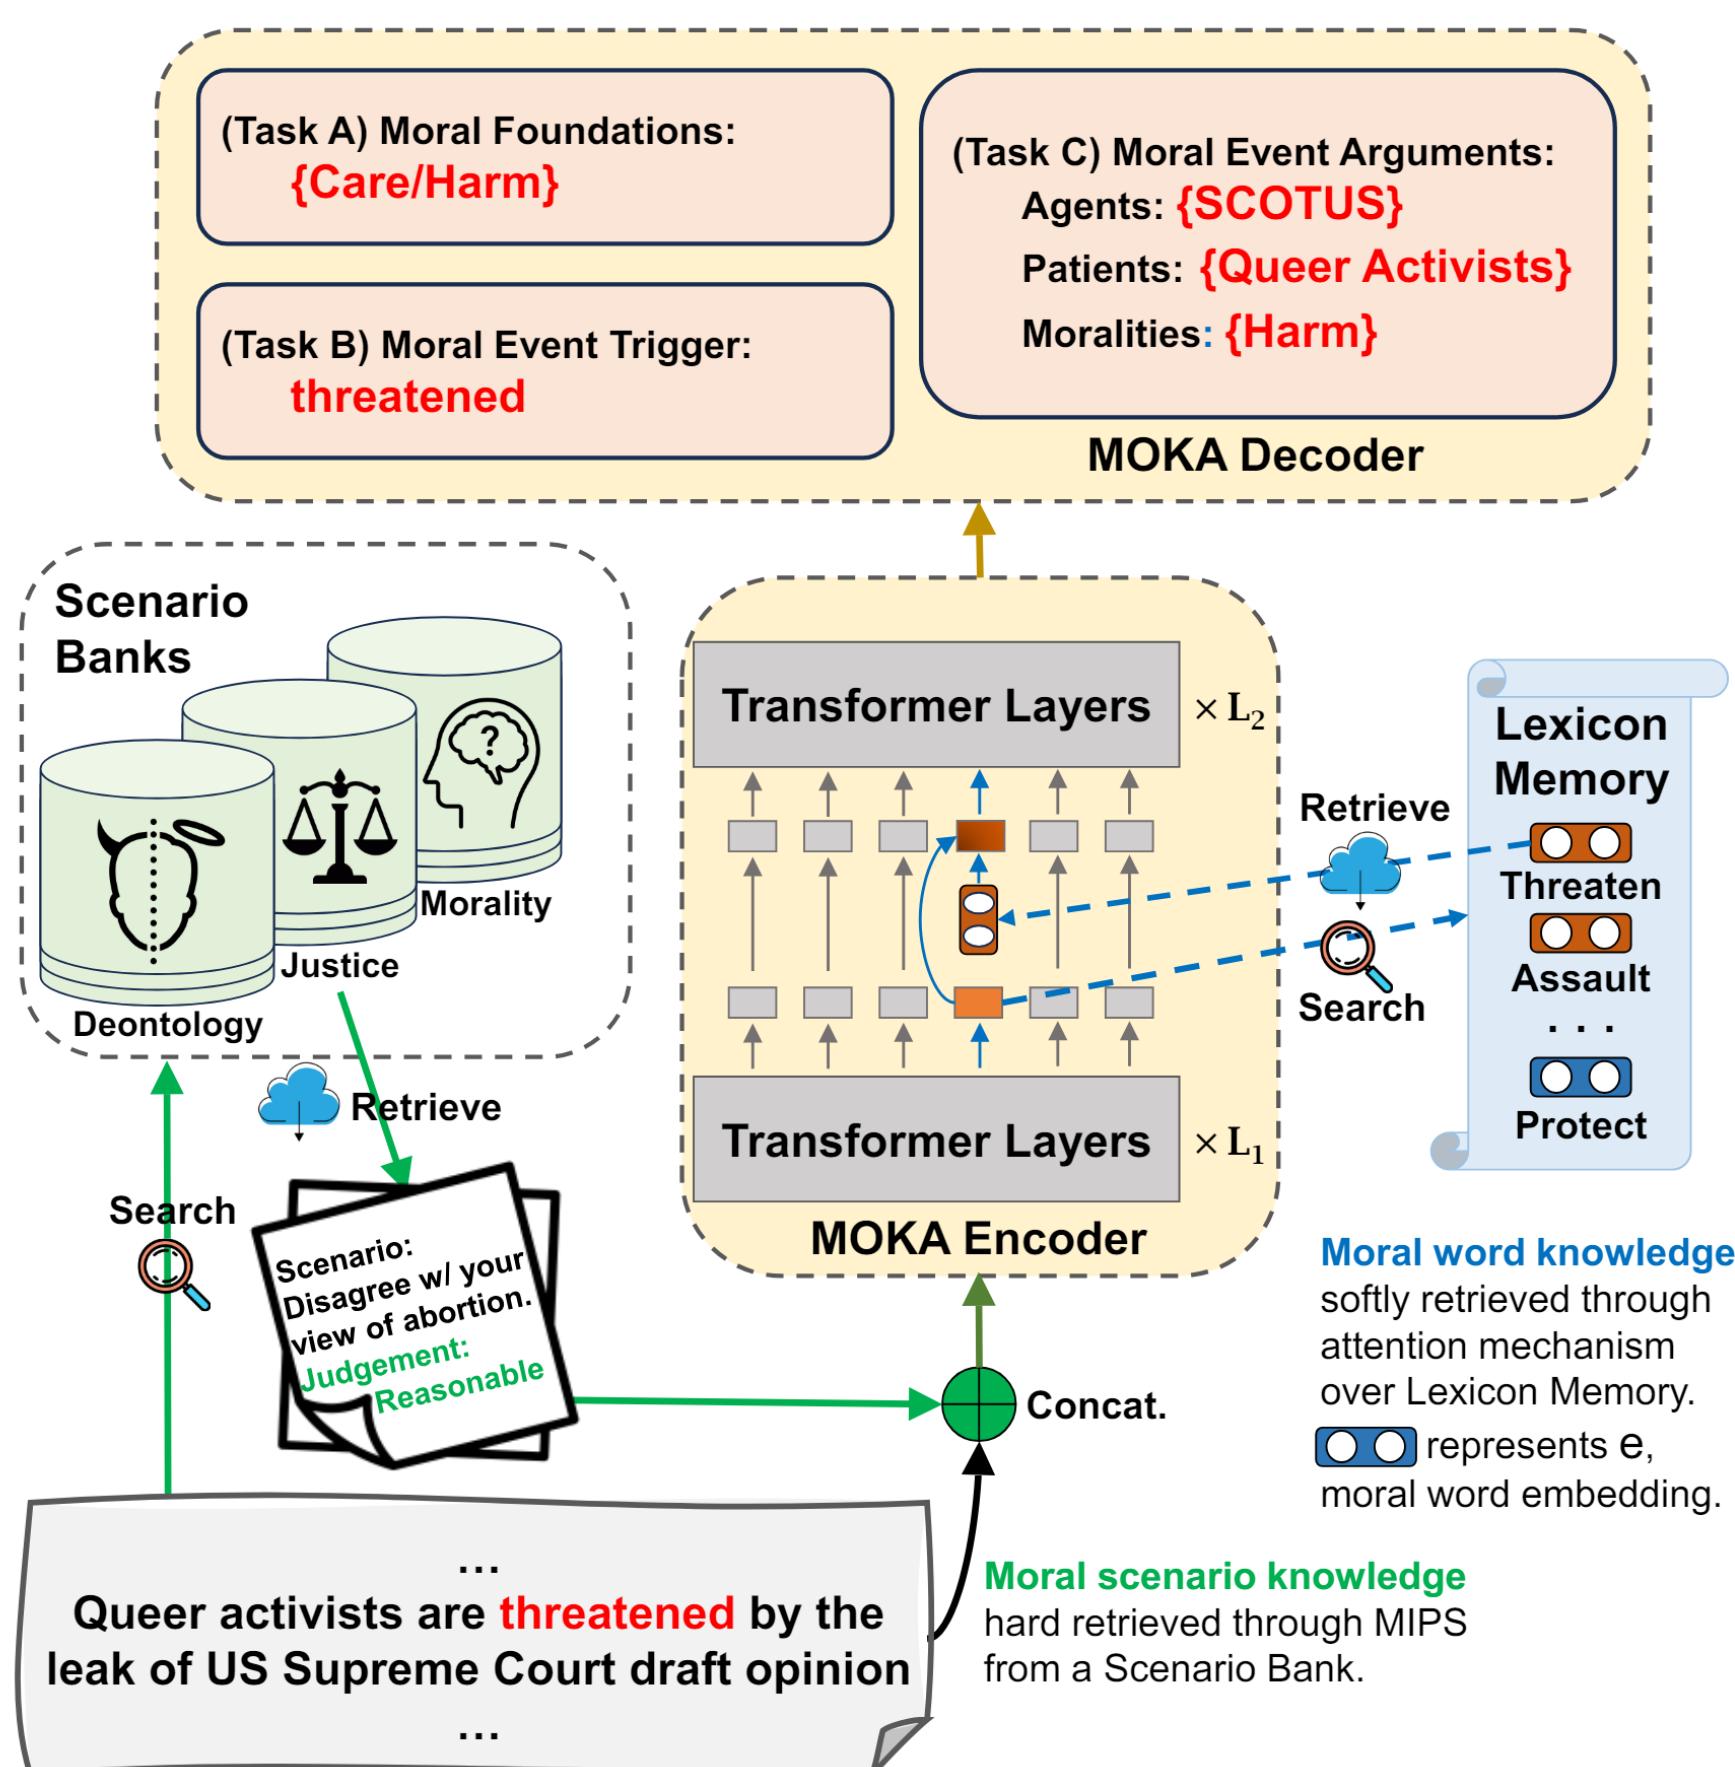 (Task A) Moral Foundations:
{Care/Harm}
(Task B) Moral Event Trigger:
threatened
(Task C) Moral Event Arguments:
Agents: {SCOTUS}
Patients: {Queer Activists}
Moralities: {Harm}
MOKA Decoder
Scenario
Banks
Deontology
Justice
Morality
Retrieve
Search
Scenario:
Disagree w/ your
view of abortion.
Judgement:
Reasonable
Transformer Layers × L₂
Transformer Layers × L₁
MOKA Encoder
Concat.
Retrieve
Search
Lexicon
Memory
Threaten
Assault
. . .
Protect
Moral word knowledge
softly retrieved through
attention mechanism
over Lexicon Memory.
represents e,
moral word embedding.
Moral scenario knowledge
hard retrieved through MIPS
from a Scenario Bank.
...
Queer activists are threatened by the
leak of US Supreme Court draft opinion
...